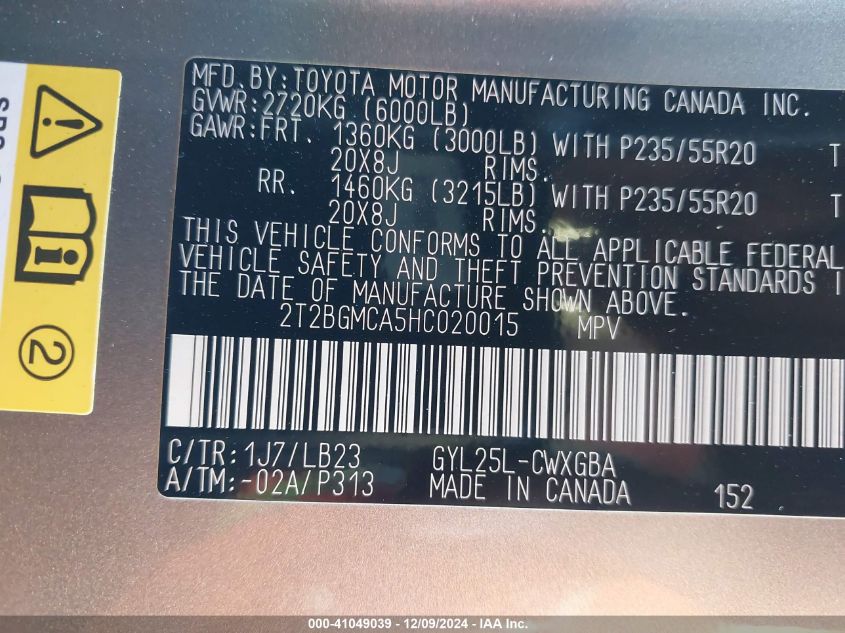 MFD.BY:TOYOTA MOTOR MANUFACTURING CANADA INC.
GVWR:2720KG (6000LB)
GAWR:FRT. 1360KG (3000LB) WITH P235/55R20 T
20X8J RIMS.
RR. 1460KG (3215LB) WITH P235/55R20 T
20X8J RIMS.
THIS VEHICLE CONFORMS TO ALL APPLICABLE FEDERAL
VEHICLE SAFETY AND THEFT PREVENTION STANDARDS I
THE DATE OF MANUFACTURE SHOWN ABOVE.
2T2BGMCA5HC020015 MPV
C/TR:1J7/LB23 GYL25L-CWXGBA
A/TM:-02A/P313 MADE IN CANADA 152
2
000-41049039 - 12/09/2024 - IAA Inc.